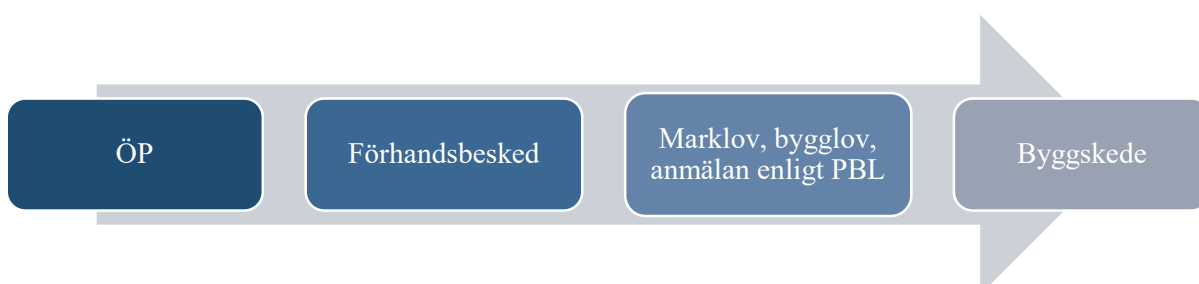 ÖP
Förhandsbesked
Marklov, bygglov,
anmälan enligt PBL
Byggskede